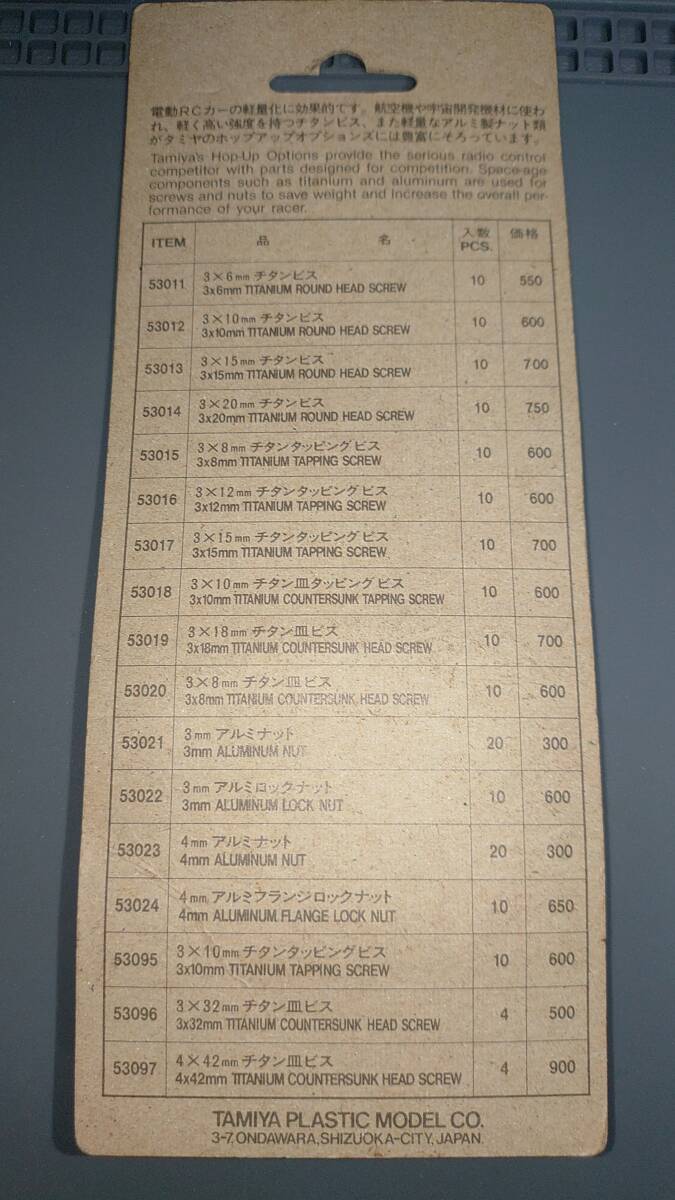 電動RCカーの軽量化に効果的です。航空機や宇宙開発機材に使わ
れ、軽く高い強度を持つチタンビス、また軽量なアルミ製ナット類
がタミヤのホップアップオプションズには豊富にそろっています。
Tamiya's Hop-Up Options provide the serious radio control
competitor with parts designed for competition. Space-age
components such as titanium and aluminum are used for
screws and nuts to save weight and increase the overall per-
formance of your racer.
ITEM 品名 入数 PCS. 価格
53011 3×6mm チタンビス 10 550
3x6mm TITANIUM ROUND HEAD SCREW
53012 3×10mm チタンビス 10 600
3x10mm TITANIUM ROUND HEAD SCREW
53013 3×15mm チタンビス 10 700
3x15mm TITANIUM ROUND HEAD SCREW
53014 3×20mm チタンビス 10 750
3x20mm TITANIUM ROUND HEAD SCREW
53015 3×8mm チタンタッピングビス 10 600
3x8mm TITANIUM TAPPING SCREW
53016 3×12mm チタンタッピングビス 10 600
3x12mm TITANIUM TAPPING SCREW
53017 3×15mm チタンタッピングビス 10 700
3x15mm TITANIUM TAPPING SCREW
53018 3×10mm チタン皿タッピングビス 10 600
3x10mm TITANIUM COUNTERSUNK TAPPING SCREW
53019 3×18mm チタン皿ビス 10 700
3x18mm TITANIUM COUNTERSUNK HEAD SCREW
53020 3×8mm チタン皿ビス 10 600
3x8mm TITANIUM COUNTERSUNK HEAD SCREW
53021 3mm アルミナット 20 300
3mm ALUMINUM NUT
53022 3mm アルミロックナット 10 600
3mm ALUMINUM LOCK NUT
53023 4mm アルミナット 20 300
4mm ALUMINUM NUT
53024 4mm アルミフランジロックナット 10 650
4mm ALUMINUM FLANGE LOCK NUT
53095 3×10mm チタンタッピングビス 10 600
3x10mm TITANIUM TAPPING SCREW
53096 3×32mm チタン皿ビス 4 500
3x32mm TITANIUM COUNTERSUNK HEAD SCREW
53097 4×42mm チタン皿ビス 4 900
4x42mm TITANIUM COUNTERSUNK HEAD SCREW
TAMIYA PLASTIC MODEL CO.
3-7, ONDAWARA, SHIZUOKA-CITY, JAPAN.